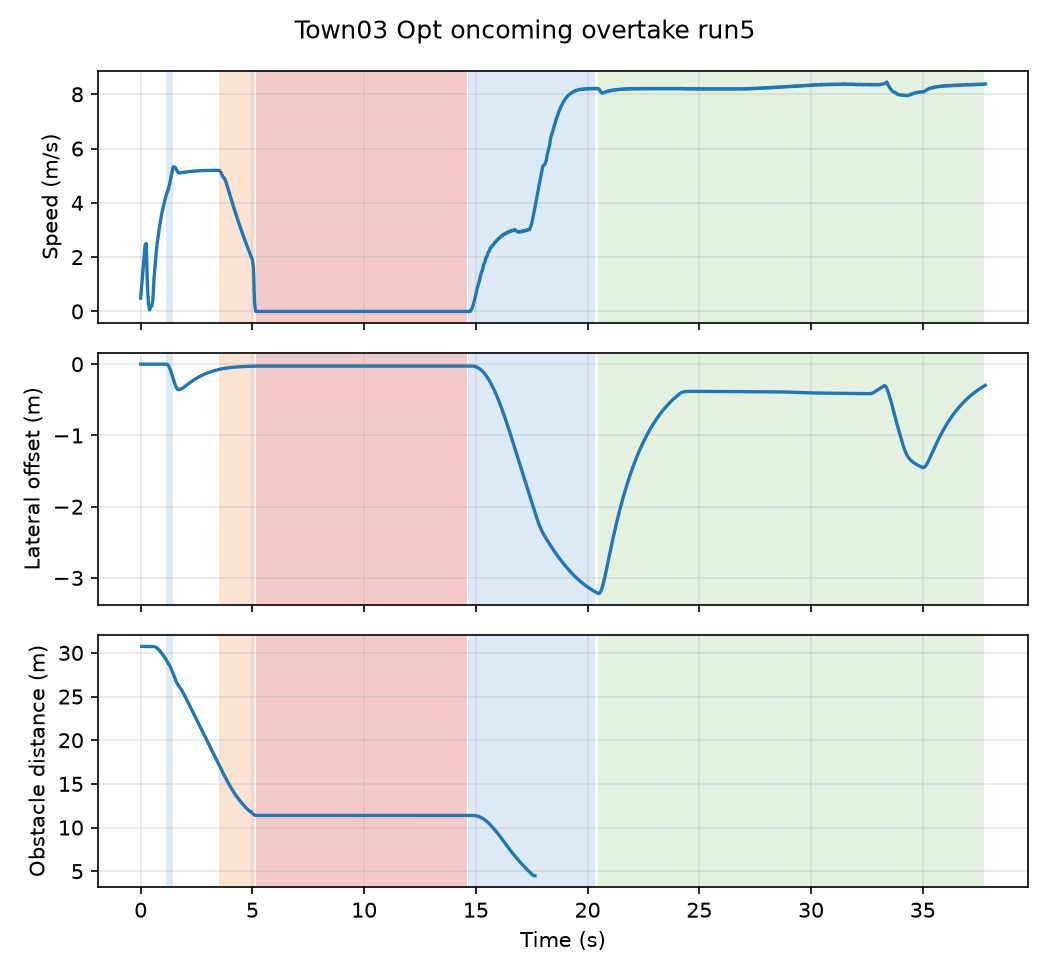 Town03 Opt oncoming overtake run5
Speed (m/s)
8
6
4
2
0
Lateral offset (m)
0
−1
−2
−3
Obstacle distance (m)
30
25
20
15
10
5
0 5 10 15 20 25 30 35
Time (s)